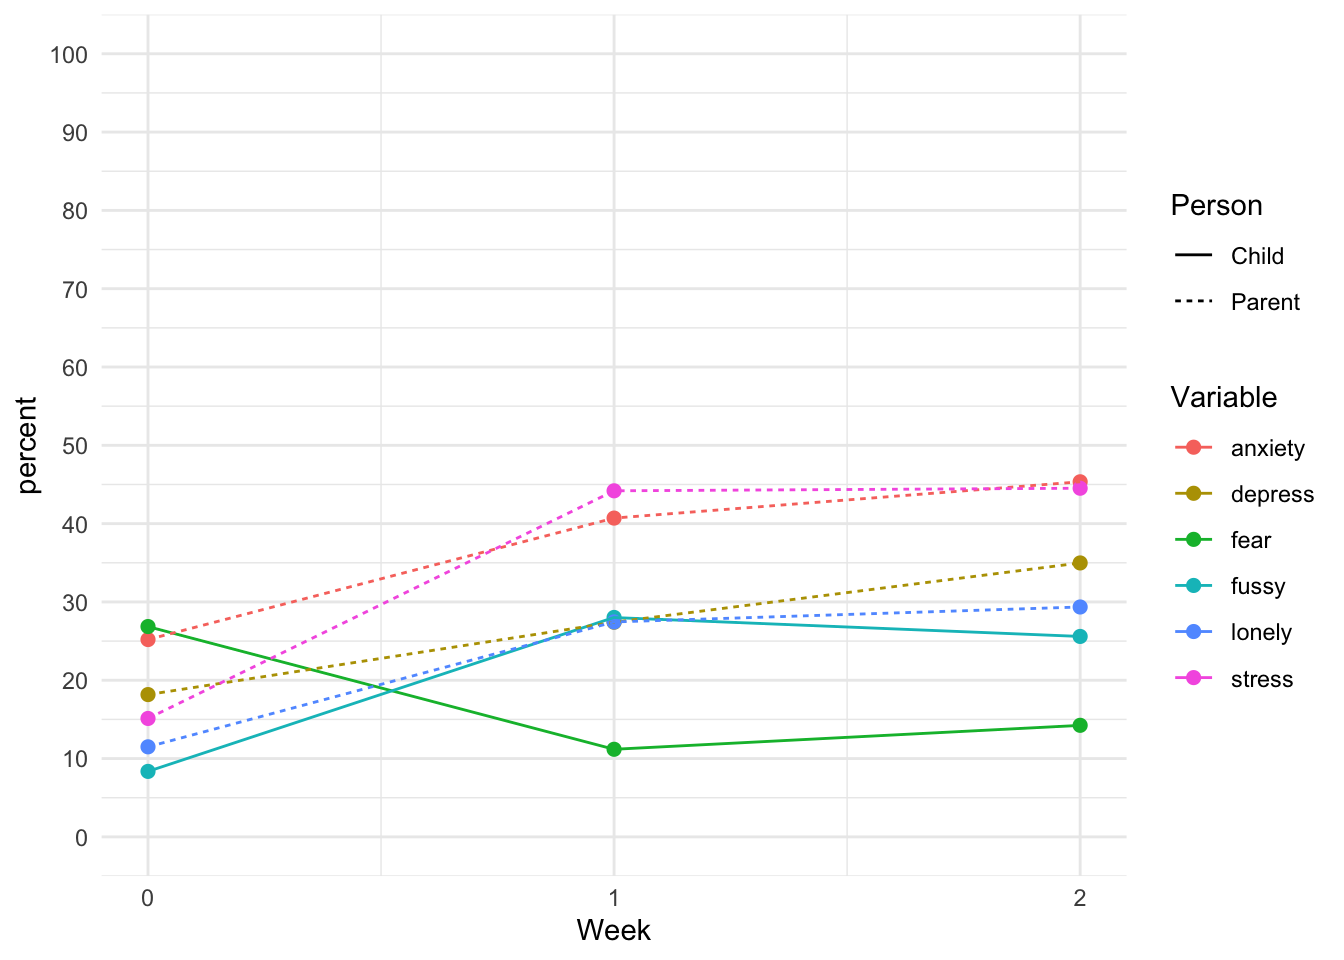 100
90
80
70
60
50
40
30
20
10
0
percent
0 1 2
Week
Person
Child
Parent
Variable
anxiety
depress
fear
fussy
lonely
stress